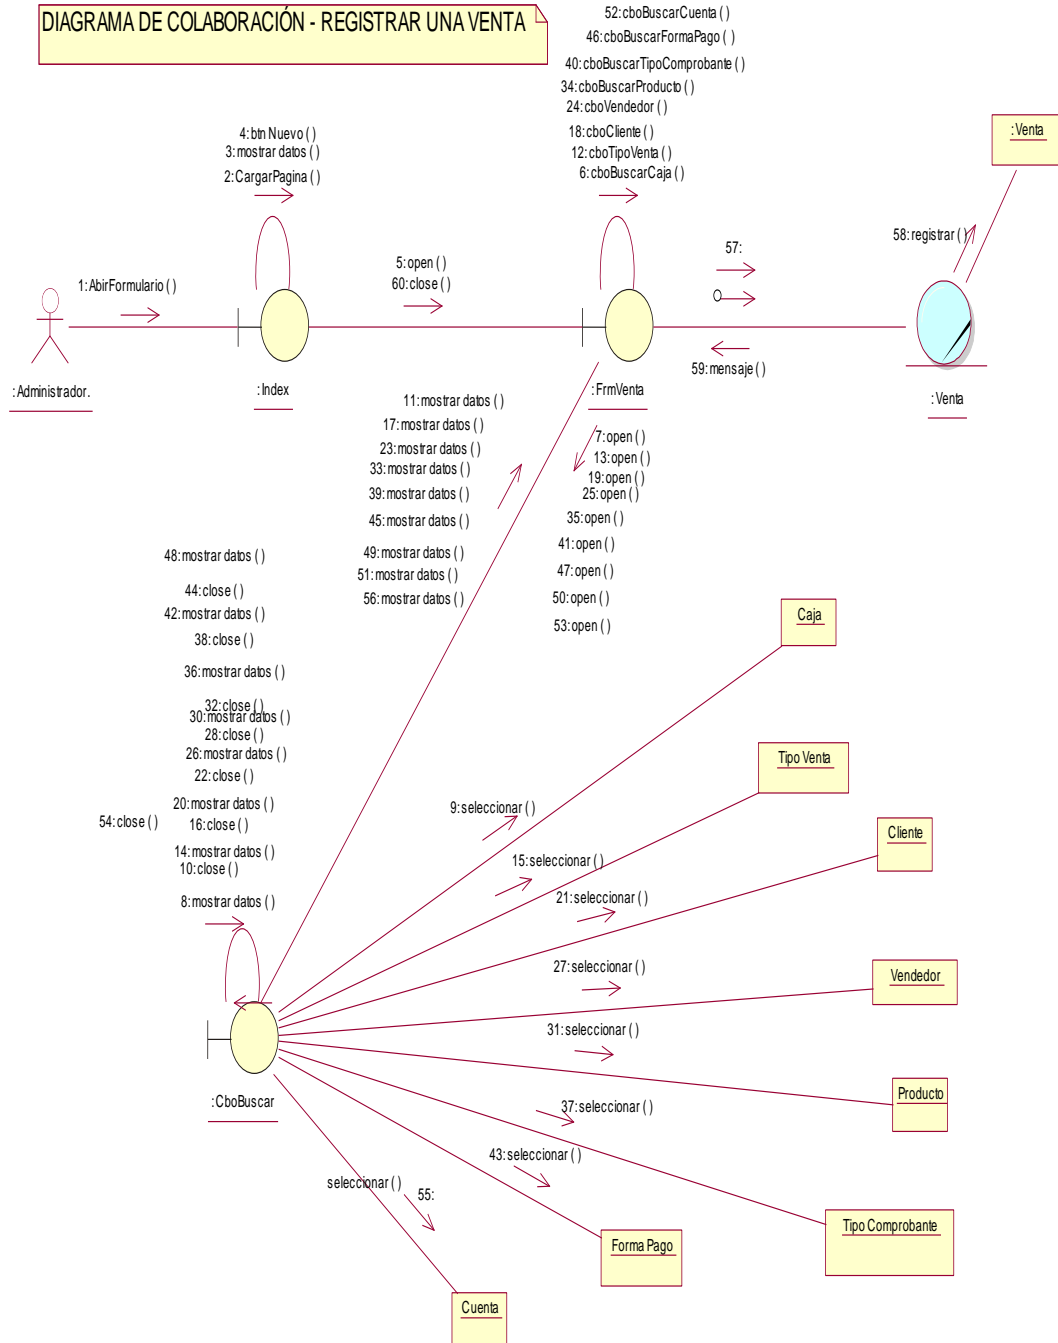 DIAGRAMA DE COLABORACIÓN - REGISTRAR UNA VENTA
52:cboBuscarCuenta ( )
46:cboBuscarFormaPago ( )
40:cboBuscarTipoComprobante ( )
34:cboBuscarProducto ( )
24:cboVendedor ( )
18:cboCliente ( )
12:cboTipoVenta ( )
6:cboBuscarCaja ( )
4:btn Nuevo ( )
3:mostrar datos ( )
2:CargarPagina ( )
:Venta
58:registrar ( )
57:
5:open ( )
60:close ( )
1:AbirFormulario ( )
59:mensaje ( )
:Administrador.
:Index
:FrmVenta
:Venta
11:mostrar datos ( )
17:mostrar datos ( )
23:mostrar datos ( )
33:mostrar datos ( )
39:mostrar datos ( )
45:mostrar datos ( )
49:mostrar datos ( )
51:mostrar datos ( )
56:mostrar datos ( )
7:open ( )
13:open ( )
19:open ( )
25:open ( )
35:open ( )
41:open ( )
47:open ( )
50:open ( )
53:open ( )
48:mostrar datos ( )
44:close ( )
42:mostrar datos ( )
38:close ( )
36:mostrar datos ( )
32:close ( )
30:mostrar datos ( )
28:close ( )
26:mostrar datos ( )
22:close ( )
20:mostrar datos ( )
54:close ( )
16:close ( )
14:mostrar datos ( )
10:close ( )
8:mostrar datos ( )
Caja
Tipo Venta
9:seleccionar ( )
Cliente
15:seleccionar ( )
21:seleccionar ( )
27:seleccionar ( )
Vendedor
31:seleccionar ( )
:CboBuscar
Producto
37:seleccionar ( )
43:seleccionar ( )
seleccionar ( )
55:
Tipo Comprobante
Forma Pago
Cuenta